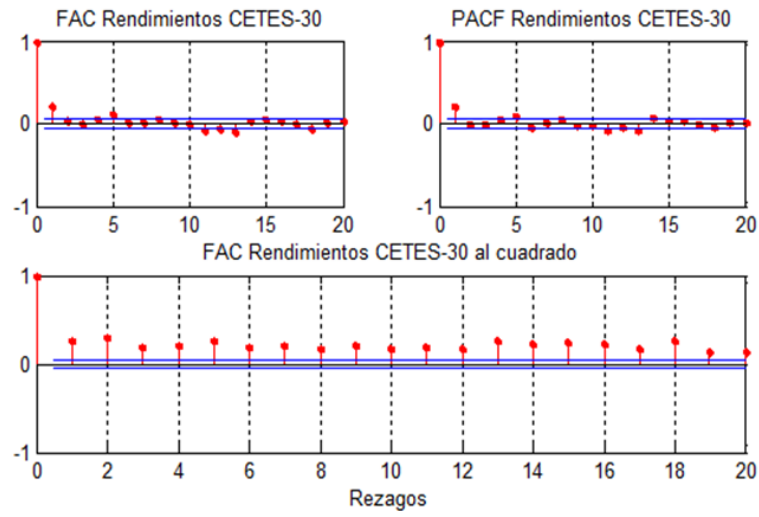 FAC Rendimientos CETES-30
PACF Rendimientos CETES-30
1
0
-1
0 5 10 15 20
1
0
-1
0 5 10 15 20
FAC Rendimientos CETES-30 al cuadrado
1
0
-1
0 2 4 6 8 10 12 14 16 18 20
Rezagos